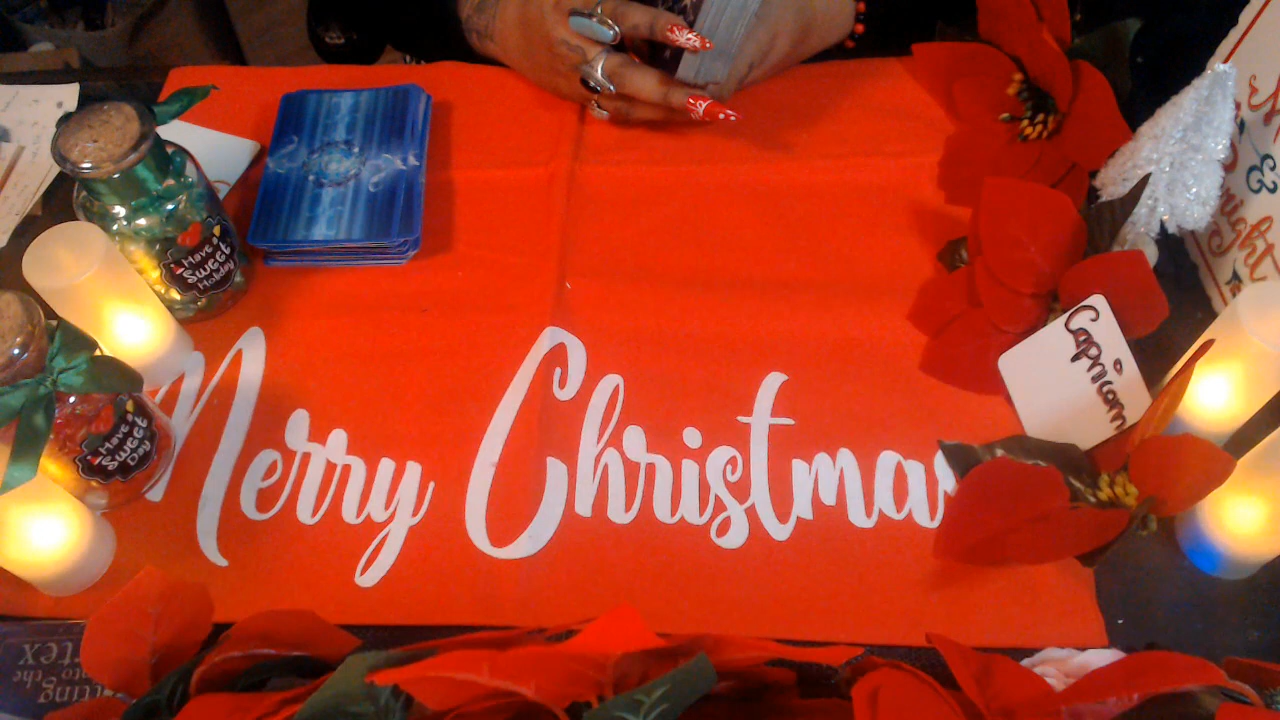 Have a
SWEET
Holiday
Have a
SWEET
Day
Merry Christmas
Capricorn
&